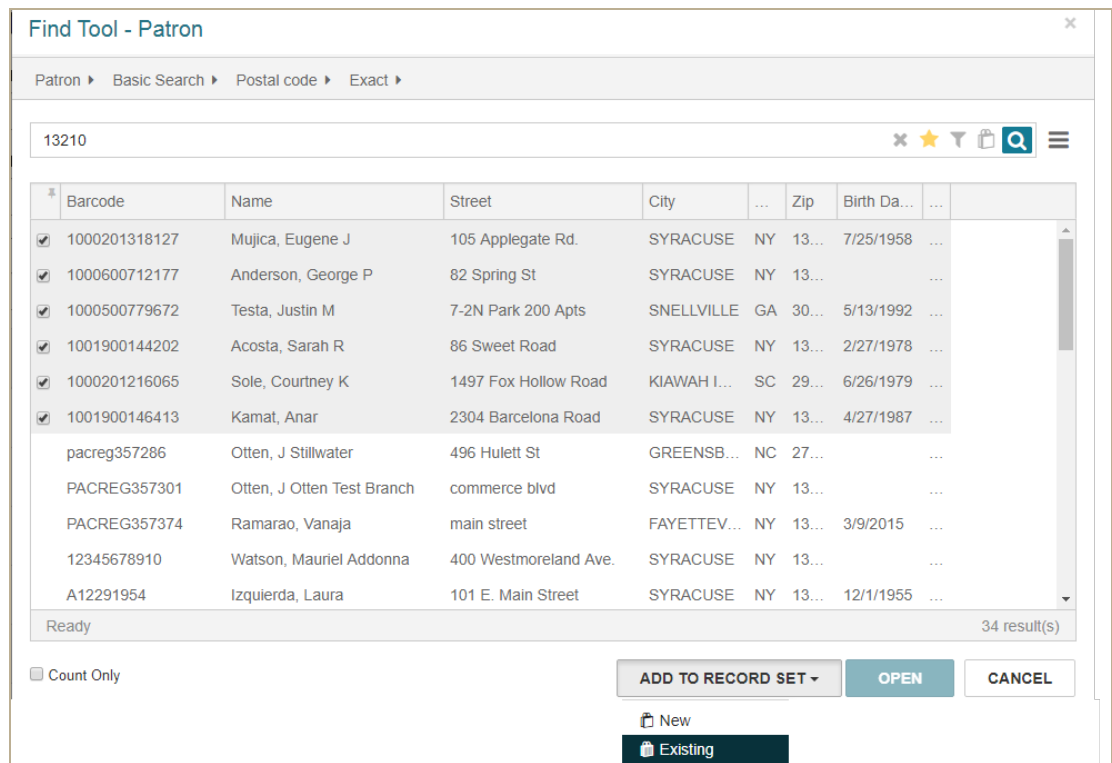 Find Tool - Patron
Patron Basic Search Postal code Exact
13210
Barcode Name Street City ... Zip Birth Da... ...
1000201318127 Mujica, Eugene J 105 Applegate Rd. SYRACUSE NY 13... 7/25/1958 ...
1000600712177 Anderson, George P 82 Spring St SYRACUSE NY 13... ...
1000500779672 Testa, Justin M 7-2N Park 200 Apts SNELLVILLE GA 30... 5/13/1992 ...
1001900144202 Acosta, Sarah R 86 Sweet Road SYRACUSE NY 13... 2/27/1978 ...
1000201216065 Sole, Courtney K 1497 Fox Hollow Road KIAWAH I... SC 29... 6/26/1979 ...
1001900146413 Kamat, Anar 2304 Barcelona Road SYRACUSE NY 13... 4/27/1987 ...
pacreg357286 Otten, J Stillwater 496 Hulett St GREENSB... NC 27... ...
PACREG357301 Otten, J Otten Test Branch commerce blvd SYRACUSE NY 13... ...
PACREG357374 Ramarao, Vanaja main street FAYETTEV... NY 13... 3/9/2015 ...
12345678910 Watson, Mauriel Addonna 400 Westmoreland Ave. SYRACUSE NY 13... ...
A12291954 Izquierda, Laura 101 E. Main Street SYRACUSE NY 13... 12/1/1955 ...
Ready 34 result(s)
Count Only ADD TO RECORD SET OPEN CANCEL
New
Existing